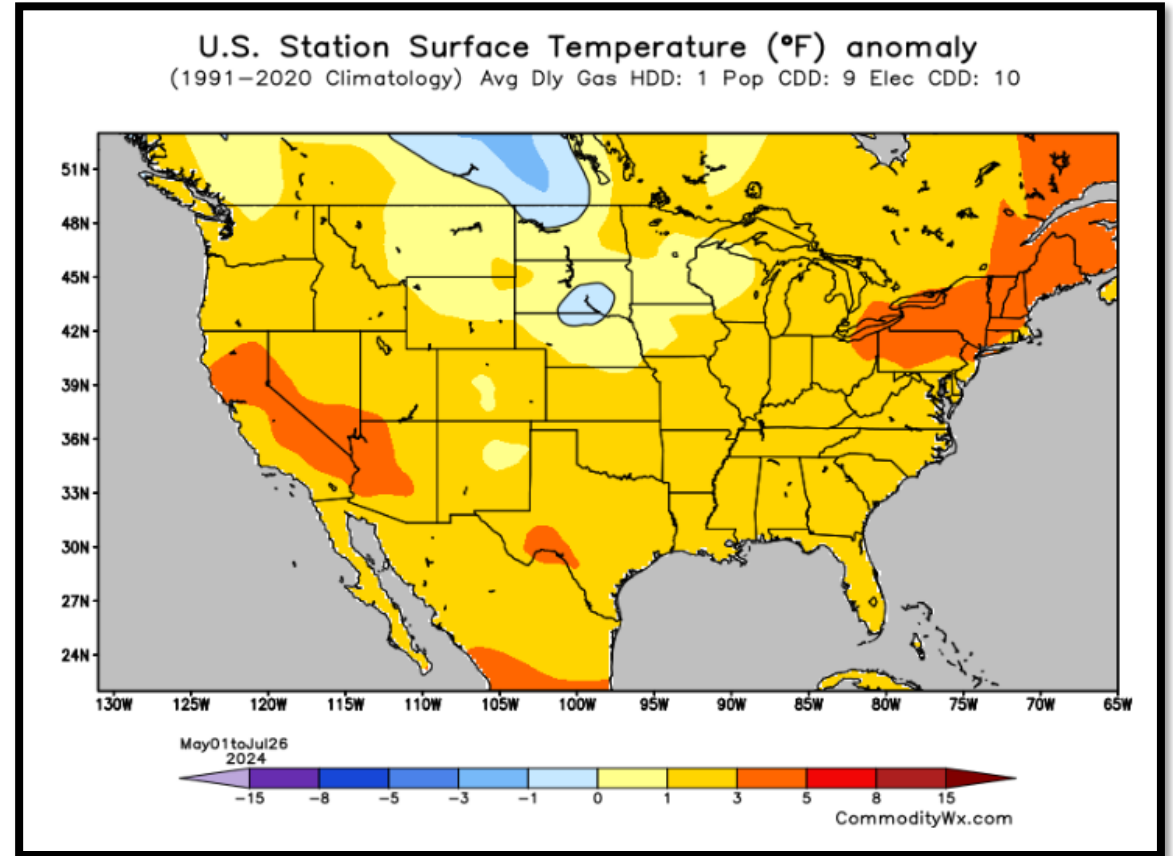 U.S. Station Surface Temperature (°F) anomaly
(1991-2020 Climatology) Avg Dly Gas HDD: 1 Pop CDD: 9 Elec CDD: 10
51N
48N
45N
42N
39N
36N
33N
30N
27N
24N
130W 125W 120W 115W 110W 105W 100W 95W 90W 85W 80W 75W 70W 65W
May01toJul26
2024
-15 -8 -5 -3 -1 0 1 3 5 8 15
CommodityWx.com